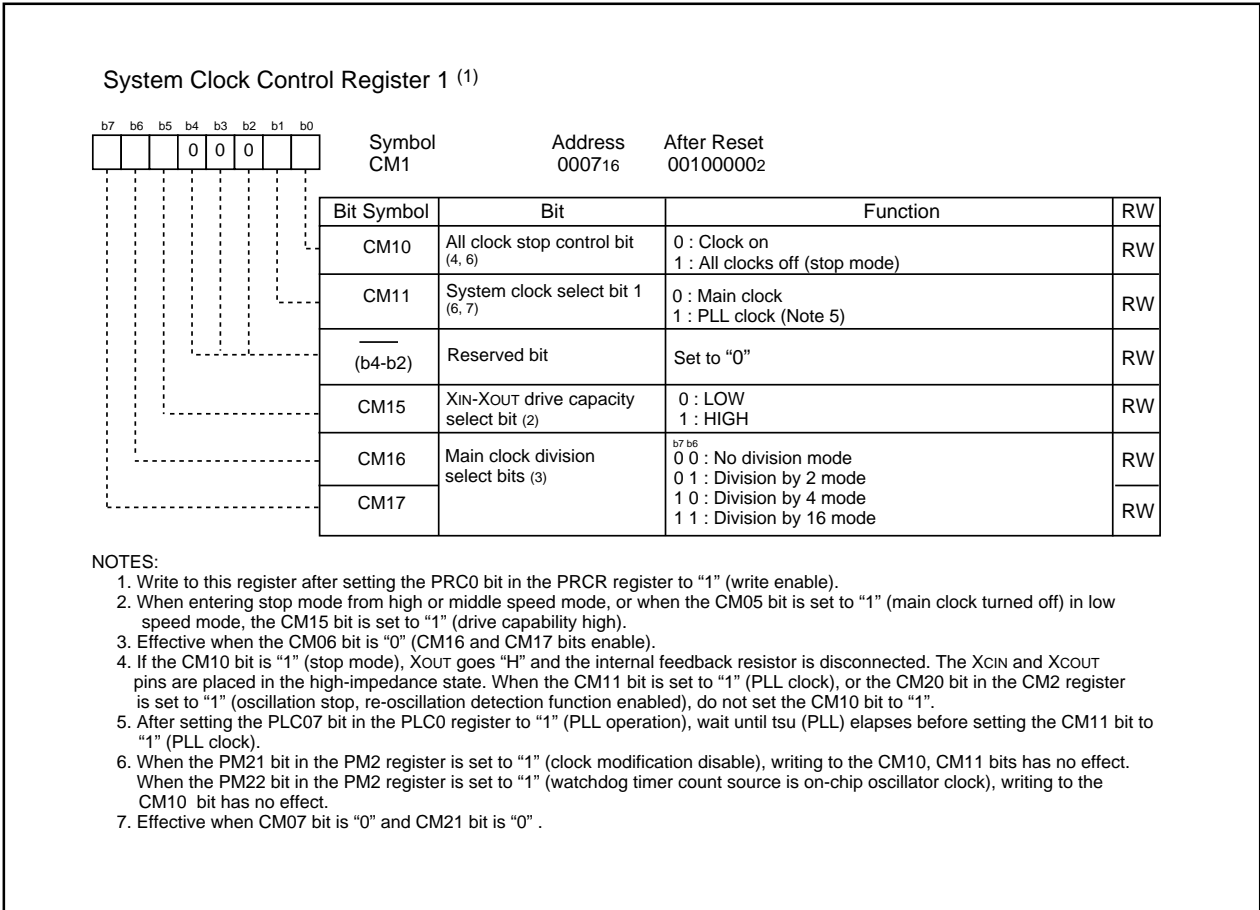 System Clock Control Register 1 (1)
b7 b6 b5 b4 b3 b2 b1 b0
0 0 0
Symbol Address After Reset
CM1 000716 001000002
Bit Symbol Bit Function RW
CM10 All clock stop control bit (4, 6) 0 : Clock on RW
1 : All clocks off (stop mode)
CM11 System clock select bit 1 (6, 7) 0 : Main clock RW
1 : PLL clock (Note 5)
(b4-b2) Reserved bit Set to “0” RW
CM15 XIN-XOUT drive capacity 0 : LOW RW
select bit (2) 1 : HIGH
b7 b6
CM16 Main clock division 0 0 : No division mode RW
select bits (3) 0 1 : Division by 2 mode
CM17 1 0 : Division by 4 mode RW
1 1 : Division by 16 mode
NOTES:
1. Write to this register after setting the PRC0 bit in the PRCR register to “1” (write enable).
2. When entering stop mode from high or middle speed mode, or when the CM05 bit is set to “1” (main clock turned off) in low
speed mode, the CM15 bit is set to “1” (drive capability high).
3. Effective when the CM06 bit is “0” (CM16 and CM17 bits enable).
4. If the CM10 bit is “1” (stop mode), XOUT goes “H” and the internal feedback resistor is disconnected. The XCIN and XCOUT
pins are placed in the high-impedance state. When the CM11 bit is set to “1” (PLL clock), or the CM20 bit in the CM2 register
is set to “1” (oscillation stop, re-oscillation detection function enabled), do not set the CM10 bit to “1”.
5. After setting the PLC07 bit in the PLC0 register to “1” (PLL operation), wait until tsu (PLL) elapses before setting the CM11 bit to
“1” (PLL clock).
6. When the PM21 bit in the PM2 register is set to “1” (clock modification disable), writing to the CM10, CM11 bits has no effect.
When the PM22 bit in the PM2 register is set to “1” (watchdog timer count source is on-chip oscillator clock), writing to the
CM10 bit has no effect.
7. Effective when CM07 bit is “0” and CM21 bit is “0” .